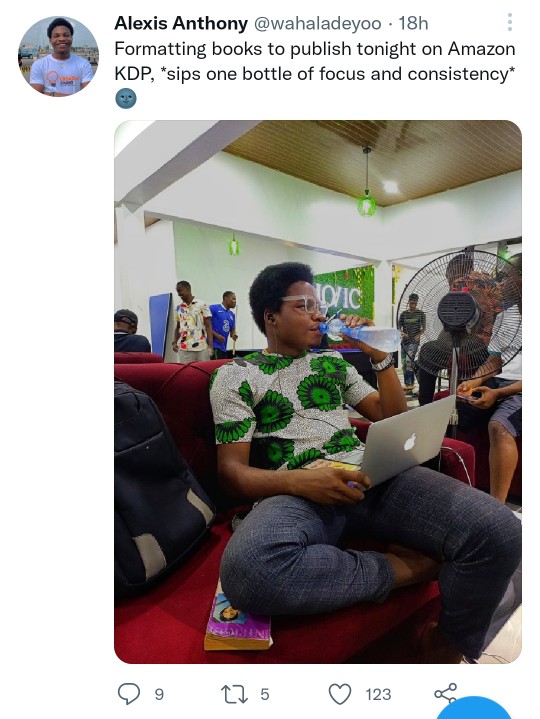 Alexis Anthony @wahaladeyoo · 18h
Formatting books to publish tonight on Amazon
KDP, *sips one bottle of focus and consistency*
🌚
9 5 123